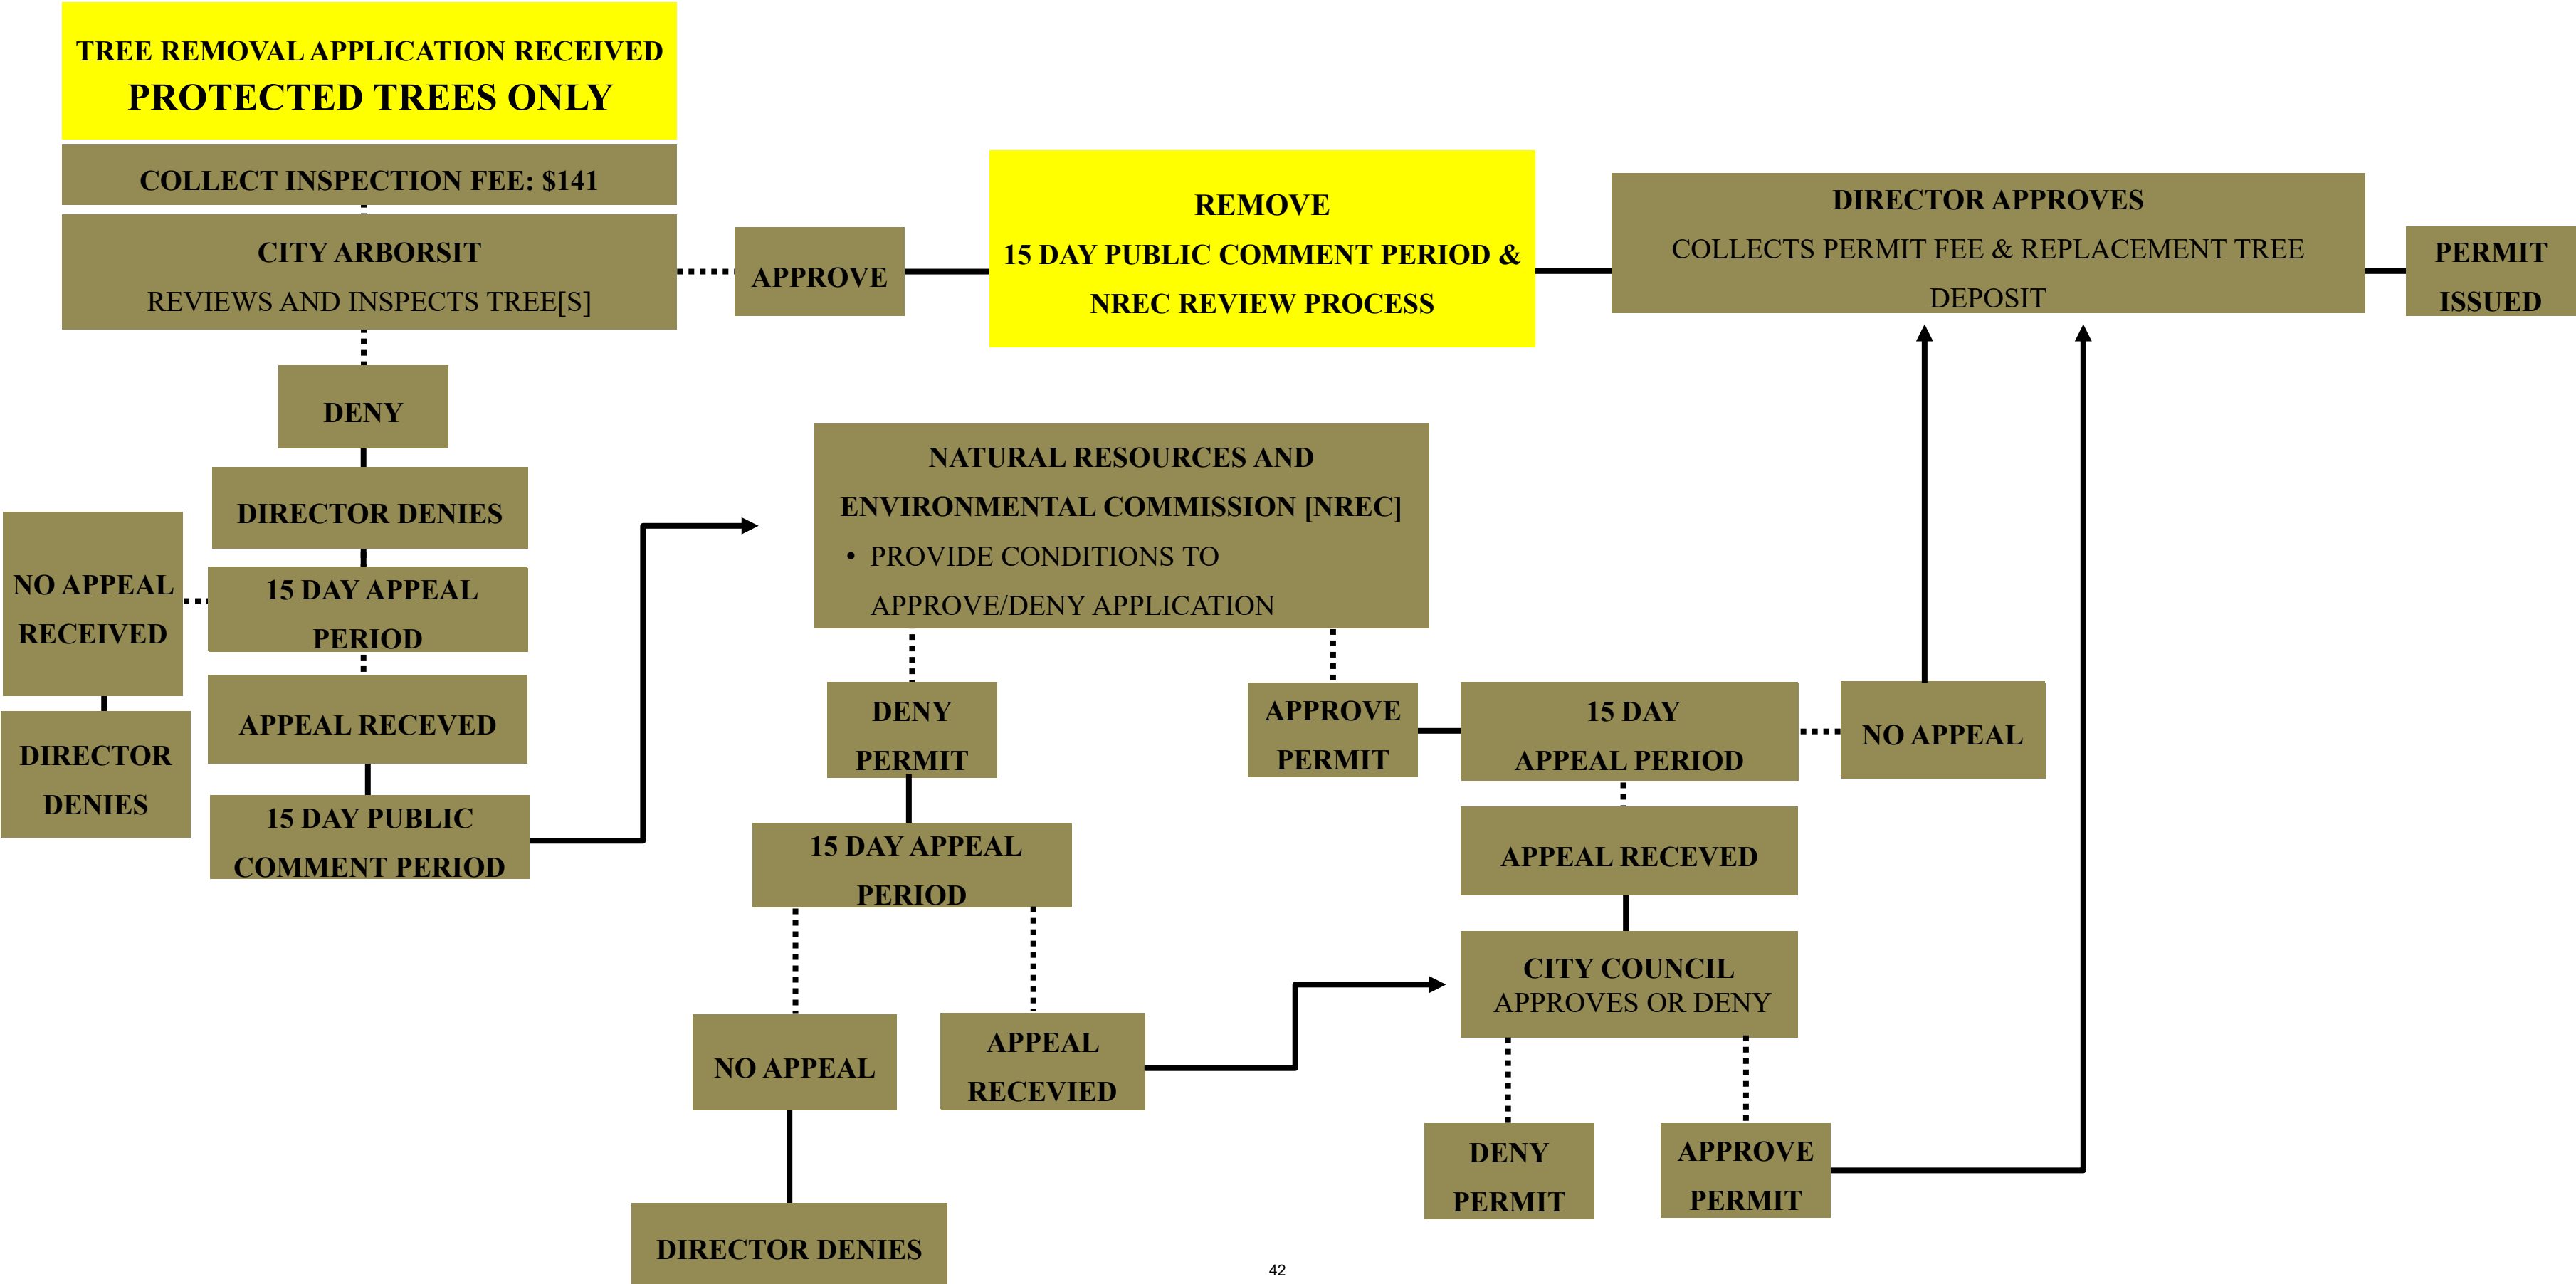 TREE REMOVAL APPLICATION RECEIVED
PROTECTED TREES ONLY
COLLECT INSPECTION FEE: $141
CITY ARBORSIT
REVIEWS AND INSPECTS TREE[S]
APPROVE
REMOVE
15 DAY PUBLIC COMMENT PERIOD &
NREC REVIEW PROCESS
DIRECTOR APPROVES
COLLECTS PERMIT FEE & REPLACEMENT TREE
DEPOSIT
PERMIT
ISSUED
DENY
DIRECTOR DENIES
15 DAY APPEAL
PERIOD
NO APPEAL
RECEIVED
DIRECTOR
DENIES
APPEAL RECEVED
15 DAY PUBLIC
COMMENT PERIOD
NATURAL RESOURCES AND
ENVIRONMENTAL COMMISSION [NREC]
• PROVIDE CONDITIONS TO
APPROVE/DENY APPLICATION
DENY
PERMIT
15 DAY APPEAL
PERIOD
NO APPEAL
DIRECTOR DENIES
APPEAL
RECEVIED
APPROVE
PERMIT
15 DAY
APPEAL PERIOD
NO APPEAL
APPEAL RECEVED
CITY COUNCIL
APPROVES OR DENY
DENY
PERMIT
APPROVE
PERMIT
42